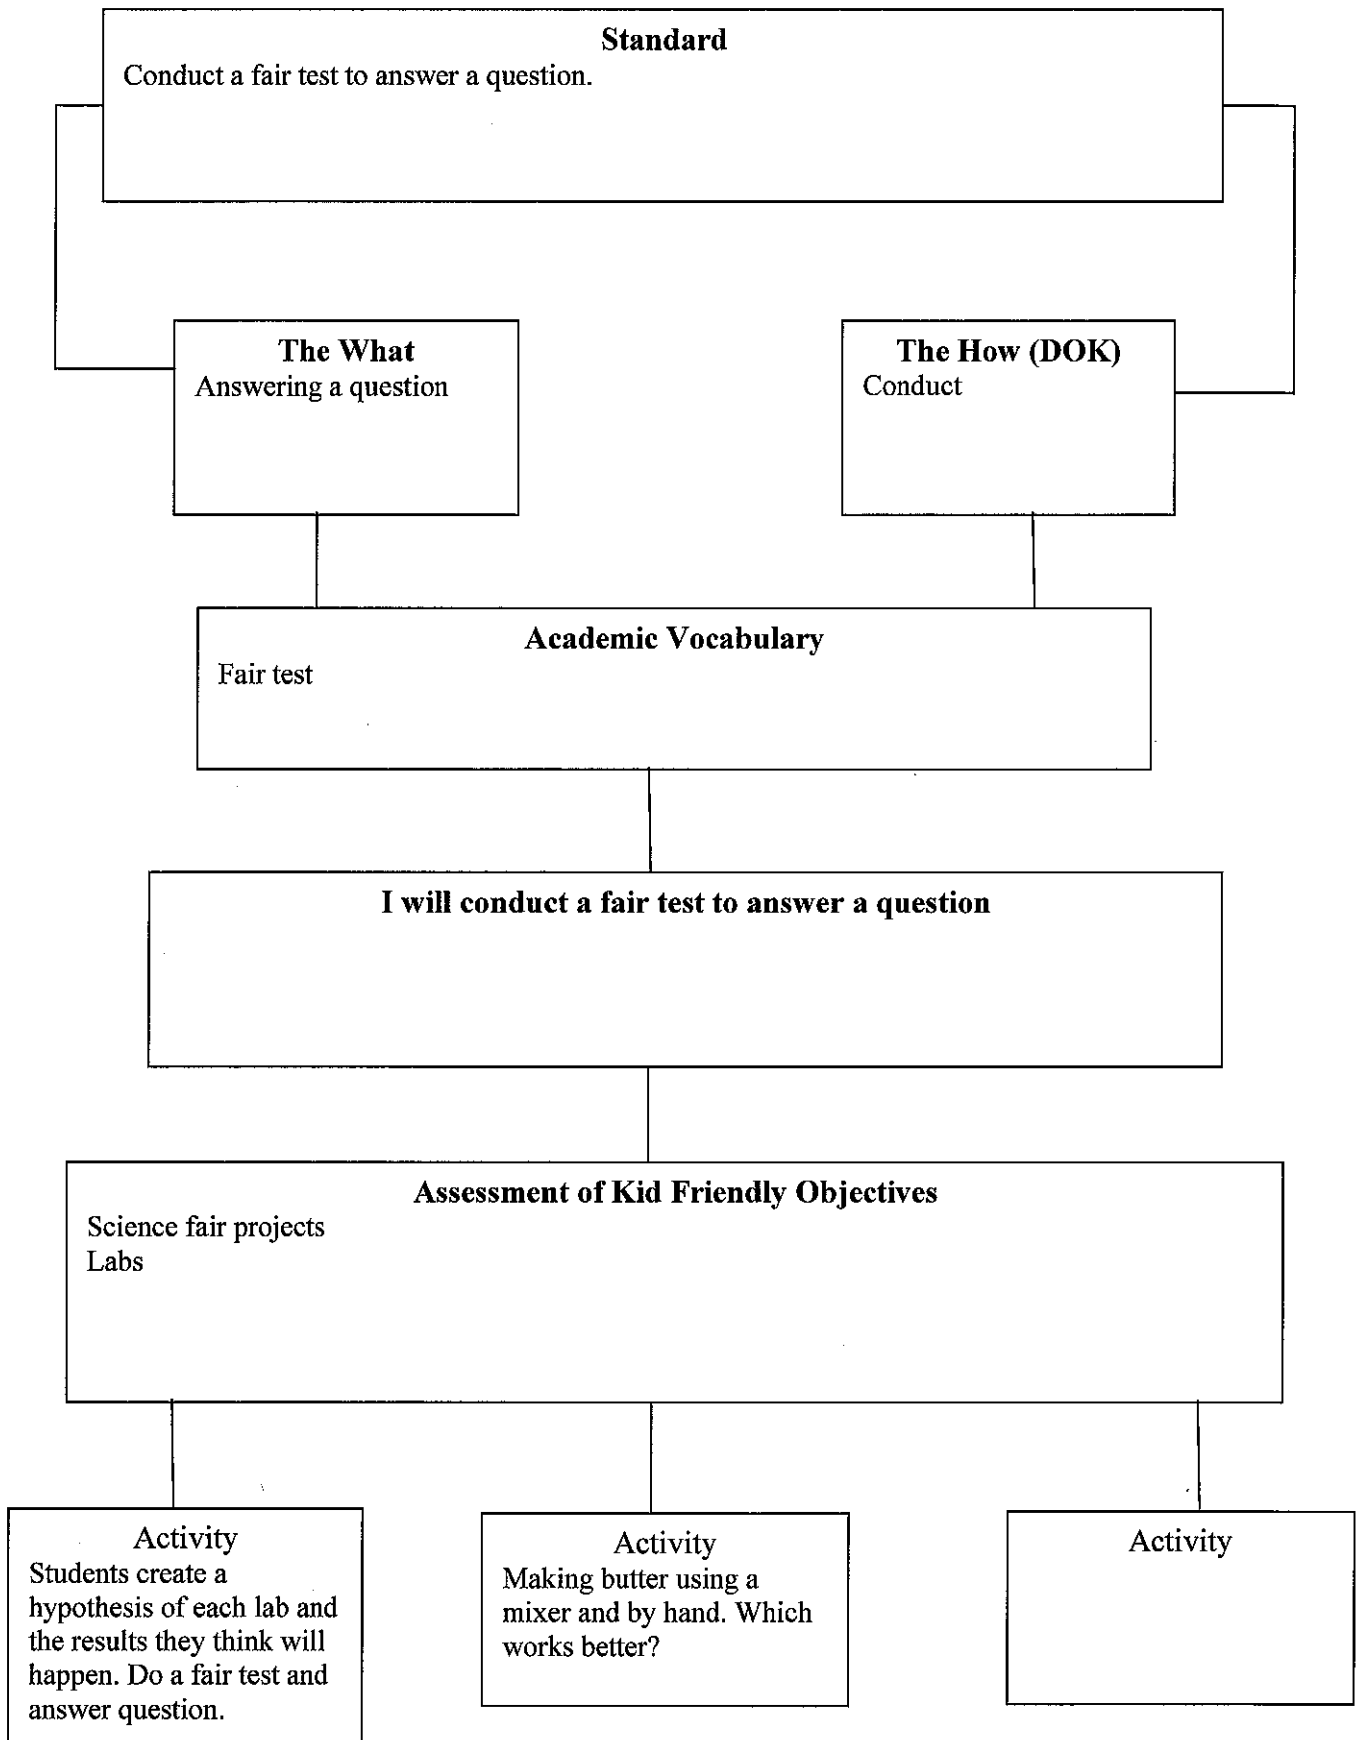 Standard
Conduct a fair test to answer a question.
The What
Answering a question
The How (DOK)
Conduct
Academic Vocabulary
Fair test
I will conduct a fair test to answer a question
Assessment of Kid Friendly Objectives
Science fair projects
Labs
Activity
Students create a
hypothesis of each lab and
the results they think will
happen. Do a fair test and
answer question.
Activity
Making butter using a
mixer and by hand. Which
works better?
Activity